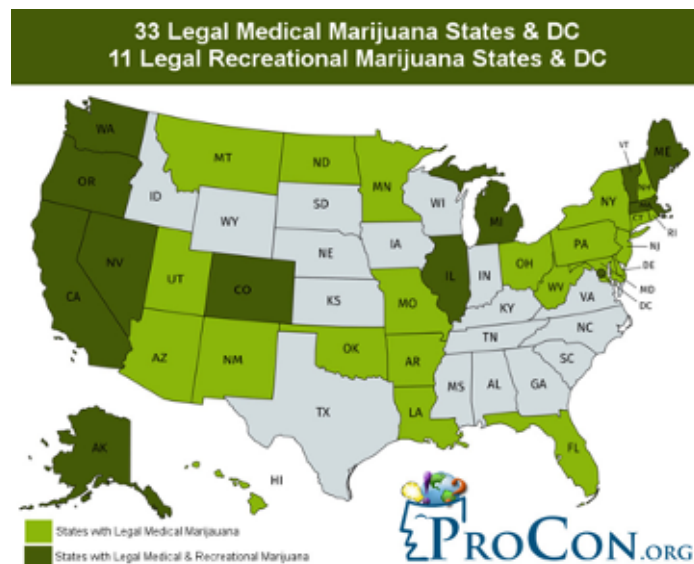 33 Legal Medical Marijuana States & DC
11 Legal Recreational Marijuana States & DC
WA
MT
ND
MN
VT
ME
OR
ID
SD
WI
MI
NY
NH
MA
WY
CT
RI
NV
NE
IA
PA
NJ
CA
UT
CO
IL
IN
OH
DE
KS
MO
WV
VA
MD
DC
KY
AZ
NM
OK
AR
TN
NC
SC
TX
MS
AL
GA
LA
AK
HI
FL
States with Legal Medical Marijauana
States with Legal Medical & Recreational Marijuana
PROCON.ORG